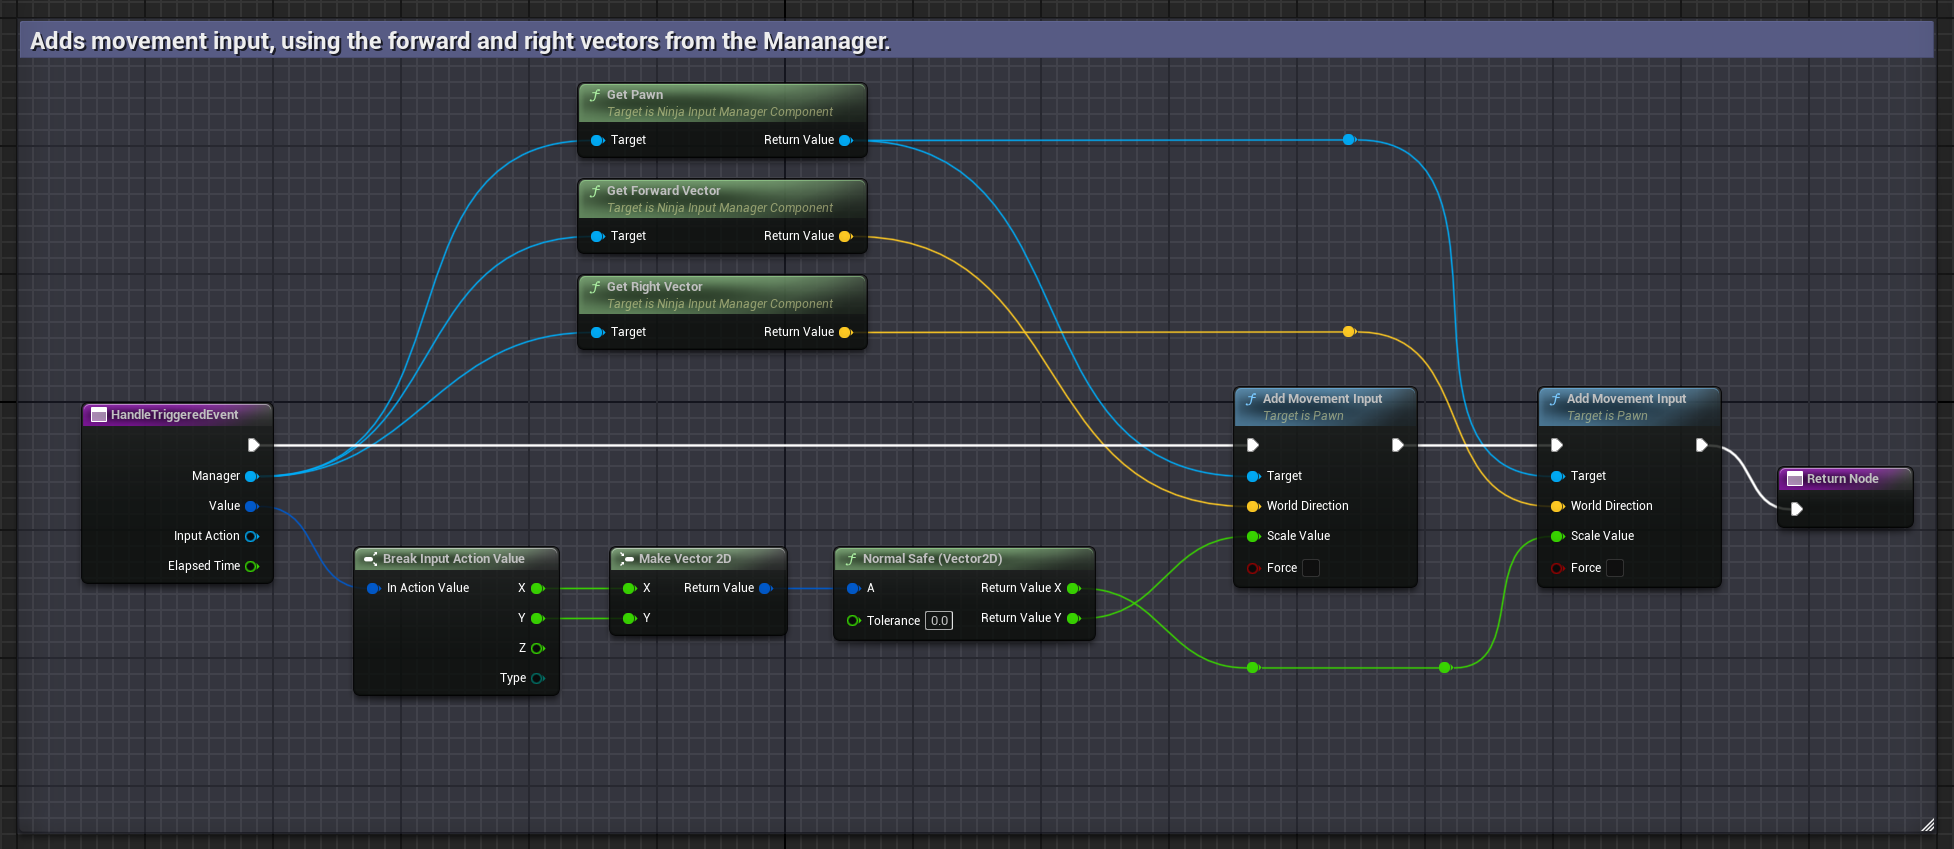 Adds movement input, using the forward and right vectors from the Mananager.
Get Pawn
Target is Ninja Input Manager Component
Target Return Value
Get Forward Vector
Target is Ninja Input Manager Component
Target Return Value
Get Right Vector
Target is Ninja Input Manager Component
Target Return Value
HandleTriggeredEvent
Manager
Value
Input Action
Elapsed Time
Break Input Action Value
In Action Value X
Y
Z
Type
Make Vector 2D
X Return Value
Y
Normal Safe (Vector2D)
A Return Value X
Tolerance 0.0 Return Value Y
Add Movement Input
Target is Pawn
Target
World Direction
Scale Value
Force
Add Movement Input
Target is Pawn
Target
World Direction
Scale Value
Force
Return Node